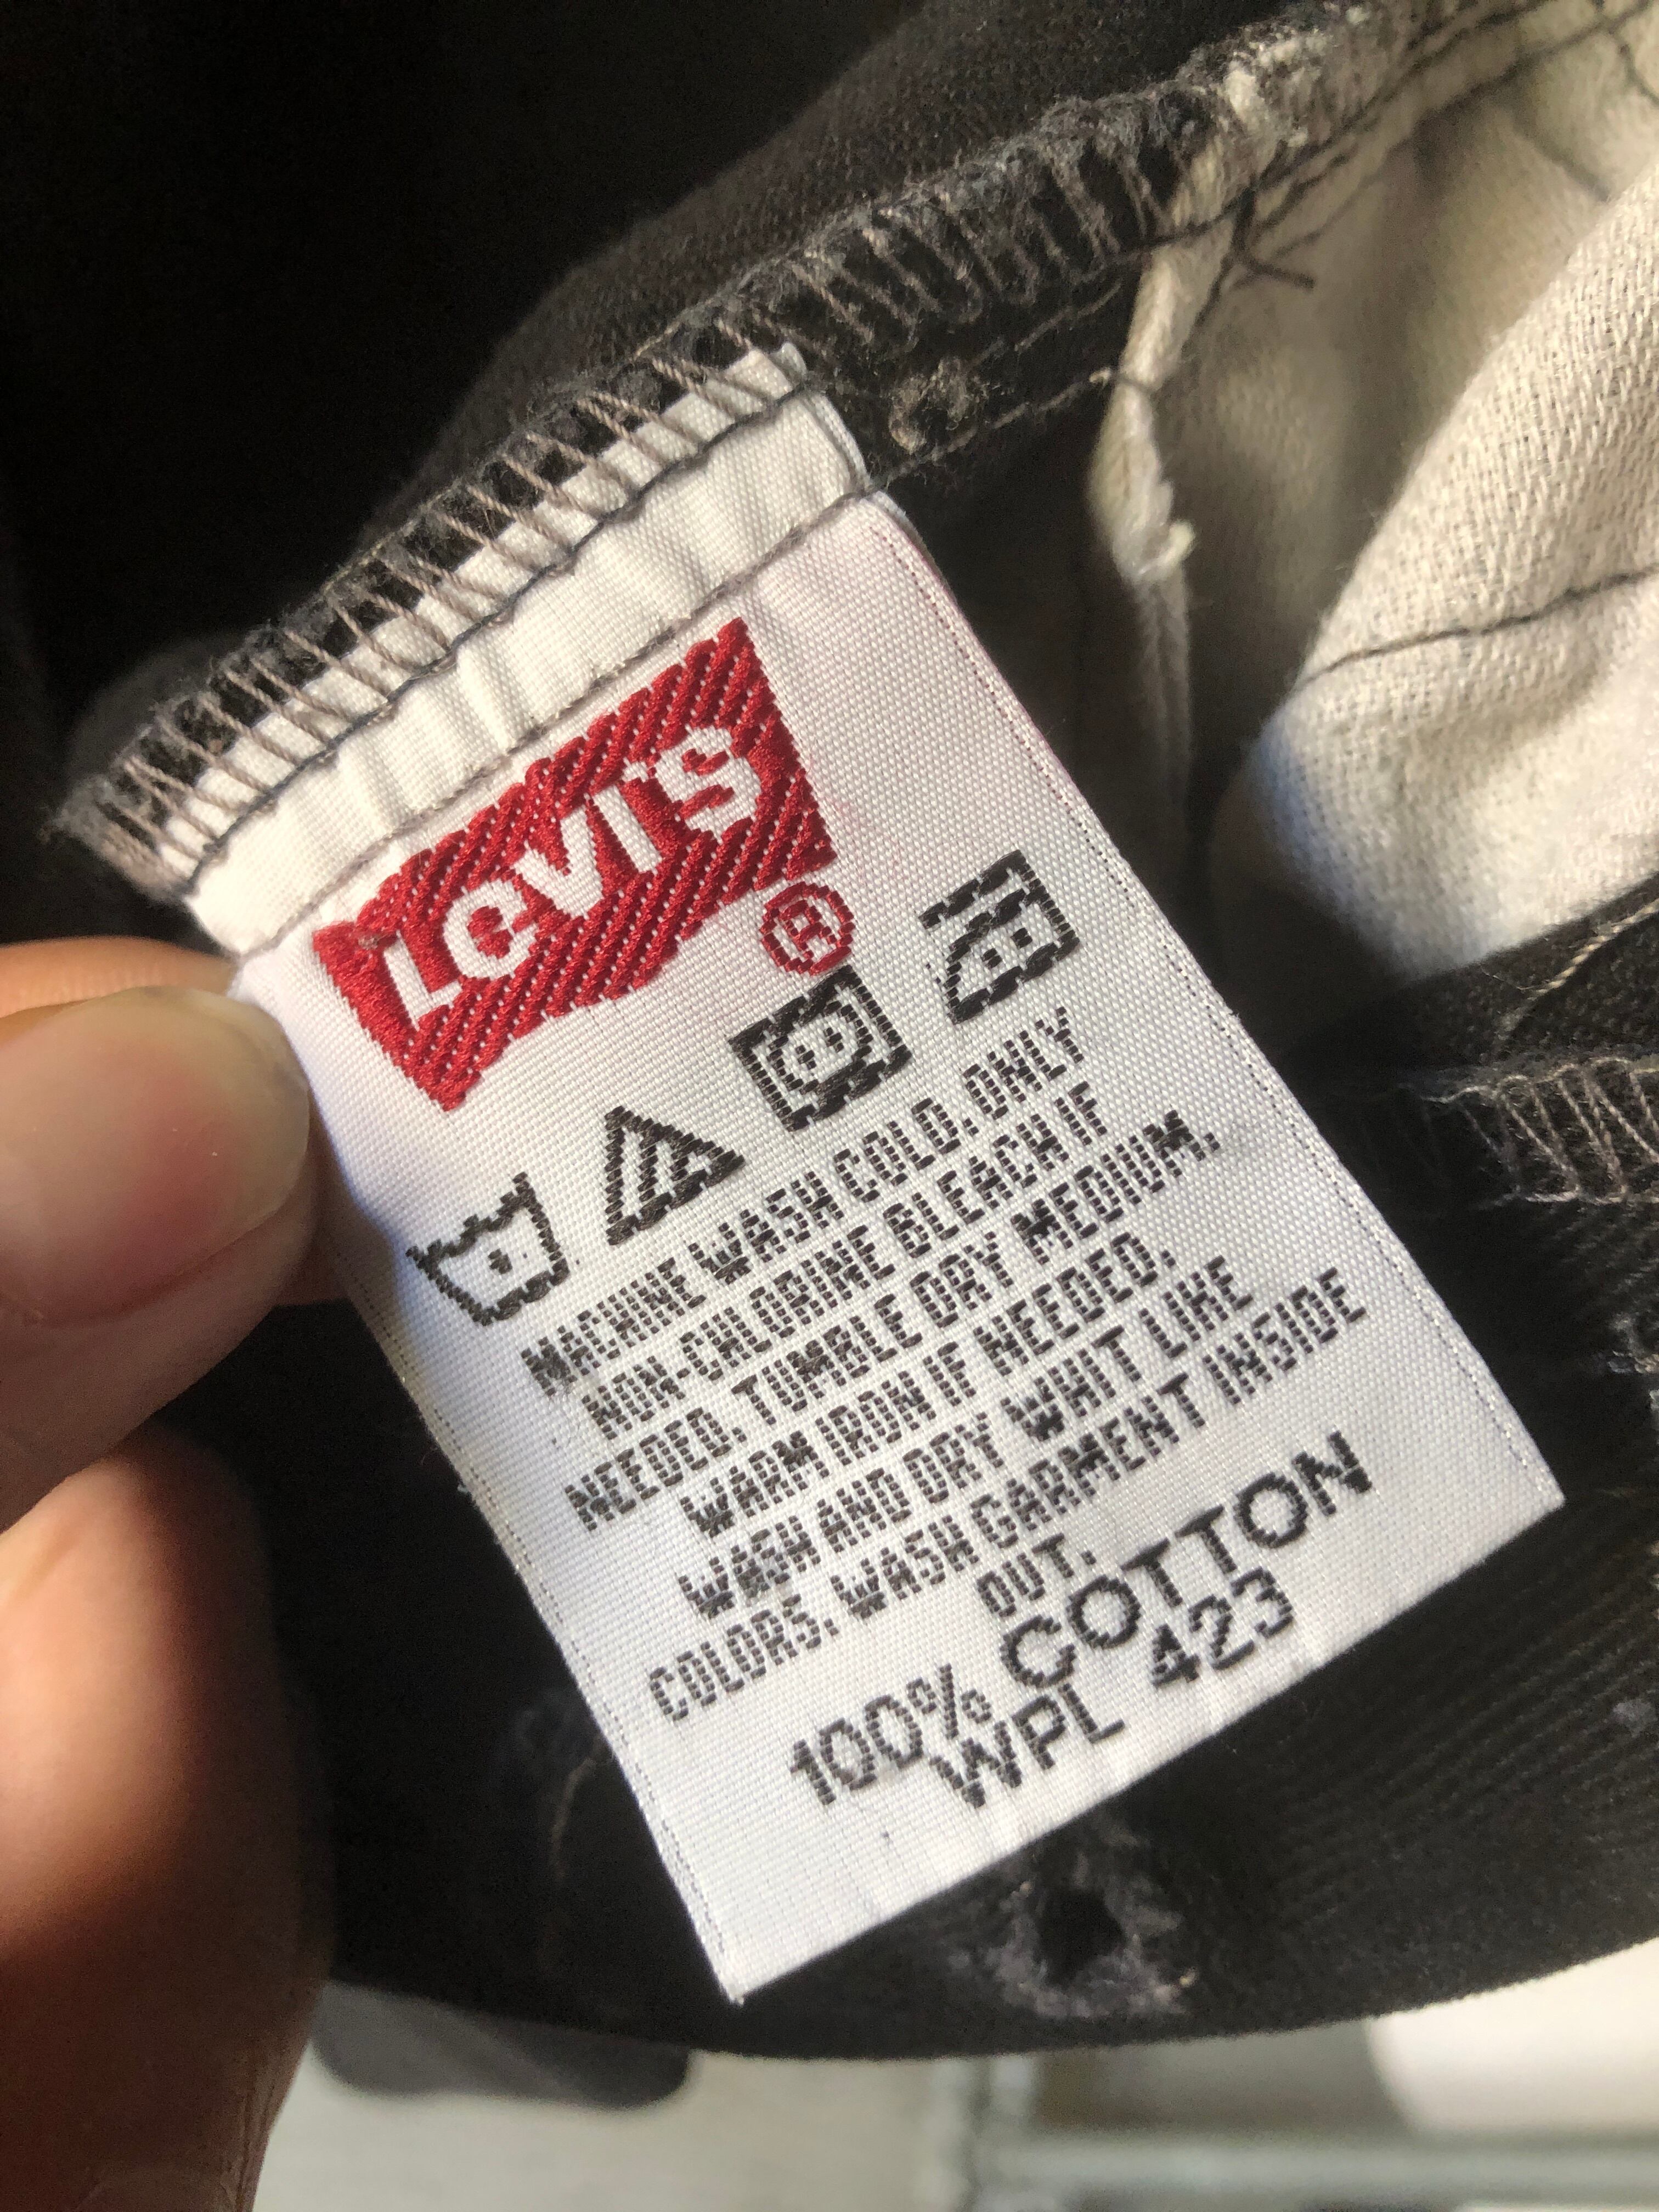 Levi's ®
MACHINE WASH COLD. ONLY
NON-CHLORINE BLEACH IF
NEEDED. TUMBLE DRY MEDIUM.
WARM IRON IF NEEDED.
WASH AND DRY WHIT LIKE
COLORS. WASH GARMENT INSIDE
OUT.
100% COTTON
WPL 423